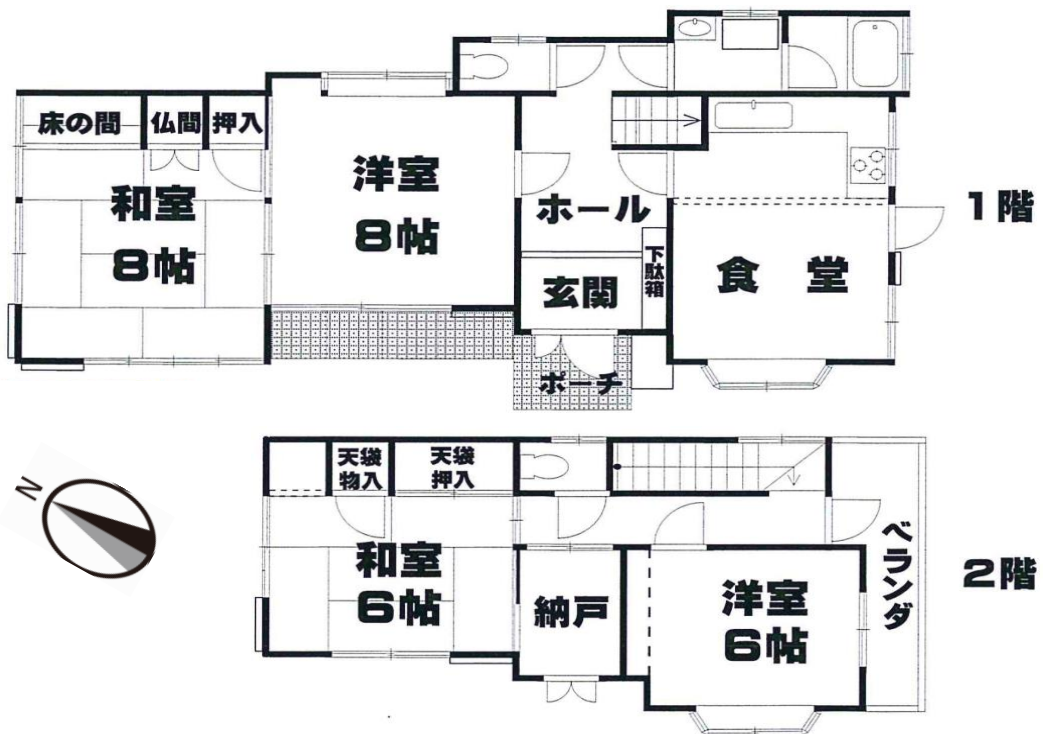 床の間
仏間
押入
和室
8帖
洋室
8帖
ホール
玄関
下駄箱
食堂
ポーチ
1階
N
天袋
物入
天袋
押入
和室
6帖
納戸
洋室
6帖
ベランダ
2階